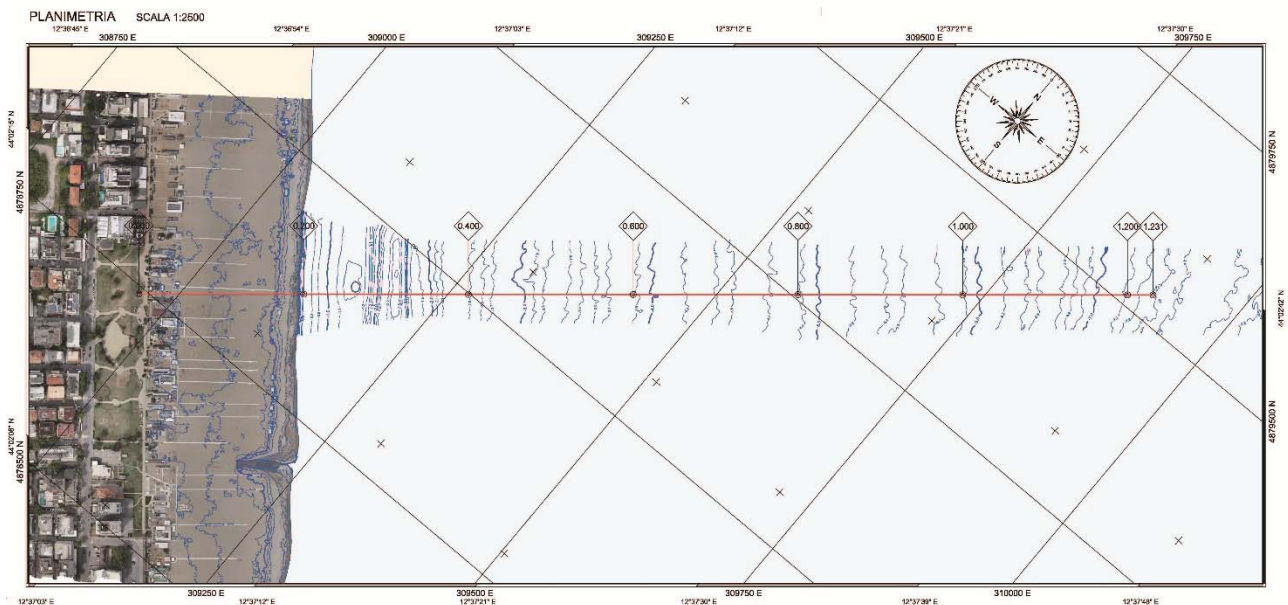 PLANIMETRIA SCALA 1:2500
12°36'45" E 12°36'54" E 12°37'03" E 12°37'12" E 12°37'21" E 12°37'30" E
308750 E 309000 E 309250 E 309500 E 309750 E
N
W
E
S
44°02'15" N
4878750 N
4879750 N
0.000 0.200 0.400 0.600 0.800 1.000 1.200 1.231
44°02'42" N
44°02'06" N
4878500 N
4879500 N
309250 E 309500 E 309750 E 310000 E
12°37'03" E 12°37'12" E 12°37'21" E 12°37'30" E 12°37'39" E 12°37'48" E